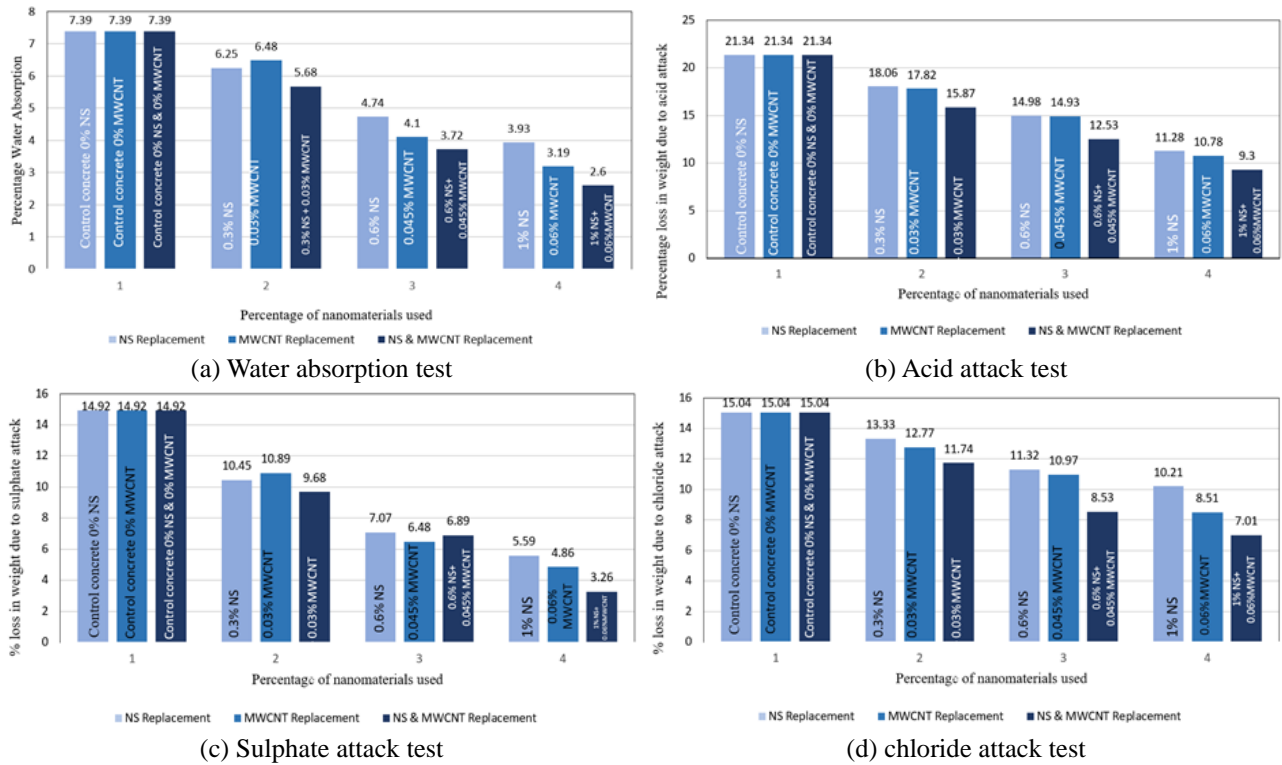 8
7
6
5
4
3
2
1
0
Percentage Water Absorption
7.39 7.39 7.39
Control concrete 0% NS
Control concrete 0% MWCNT
Control concrete 0% NS & 0% MWCNT
6.25 6.48 5.68
0.3% NS
0.03% MWCNT
0.3% NS+ 0.03% MWCNT
4.74 4.1 3.72
0.6% NS
0.045% MWCNT
0.6% NS+
0.045% MWCNT
3.93 3.19 2.6
1% NS
0.06% MWCNT
1% NS+
0.06%MWCNT
1 2 3 4
Percentage of nanomaterials used
NS Replacement MWCNT Replacement NS & MWCNT Replacement
(a) Water absorption test
25
20
15
10
5
0
Percentage loss in weight due to acid attack
21.34 21.34 21.34
Control concrete 0% NS
Control concrete 0% MWCNT
Control concrete 0% NS & 0% MWCNT
18.06 17.82 15.87
0.3% NS
0.03% MWCNT
0.03% MWCNT
14.98 14.93 12.53
0.6% NS
0.045% MWCNT
0.6% NS+
0.045% MWCNT
11.28 10.78 9.3
1% NS
0.06% MWCNT
1% NS+
0.06%MWCNT
1 2 3 4
Percentage of nanomaterials used
NS Replacement MWCNT Replacement NS & MWCNT Replacement
(b) Acid attack test
16
14
12
10
8
6
4
2
0
% loss in weight due to sulphate attack
14.92 14.92 14.92
Control concrete 0% NS
Control concrete 0% MWCNT
Control concrete 0% NS & 0% MWCNT
10.45 10.89 9.68
0.3% NS
0.03% MWCNT
0.03% MWCNT
7.07 6.48 6.89
0.6% NS
0.045% MWCNT
0.6% NS+
0.045% MWCNT
5.59 4.86 3.26
1% NS
0.06%
MWCNT
1% NS+
0.06%MWCNT
1 2 3 4
Percentage of nanomaterials used
NS Replacement MWCNT Replacement NS & MWCNT Replacement
(c) Sulphate attack test
16
14
12
10
8
6
4
2
0
% loss in weight due to chloride attack
15.04 15.04 15.04
Control concrete 0% NS
Control concrete 0% MWCNT
Control concrete 0% NS & 0% MWCNT
13.33 12.77 11.74
0.3% NS
0.03% MWCNT
0.03% MWCNT
11.32 10.97 8.53
0.6% NS
0.045% MWCNT
0.6% NS+
0.045% MWCNT
10.21 8.51 7.01
1% NS
0.06% MWCNT
1% NS+
0.06%MWCNT
1 2 3 4
Percentage of nanomaterials used
NS Replacement MWCNT Replacement NS & MWCNT Replacement
(d) chloride attack test